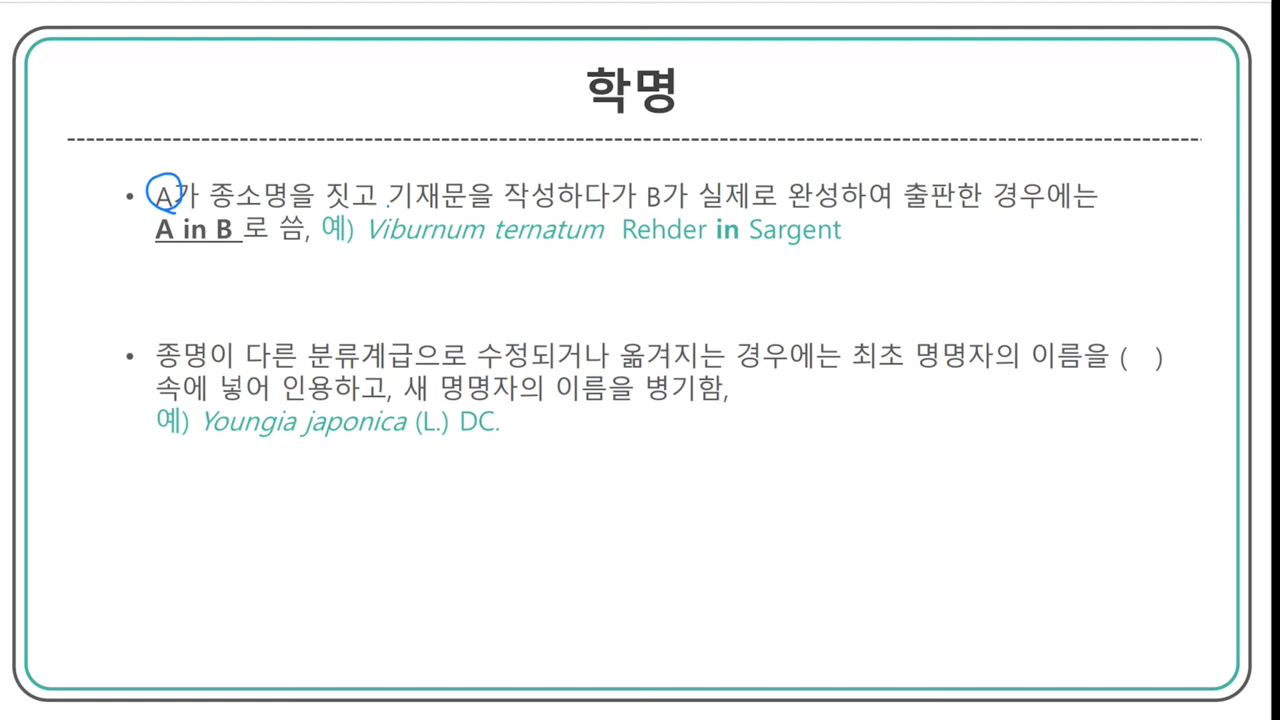 학명
• A가 종소명을 짓고 기재문을 작성하다가 B가 실제로 완성하여 출판한 경우에는
A in B 로 씀, 예) Viburnum ternatum Rehder in Sargent
• 종명이 다른 분류계급으로 수정되거나 옮겨지는 경우에는 최초 명명자의 이름을 ( )
속에 넣어 인용하고, 새 명명자의 이름을 병기함,
예) Youngia japonica (L.) DC.